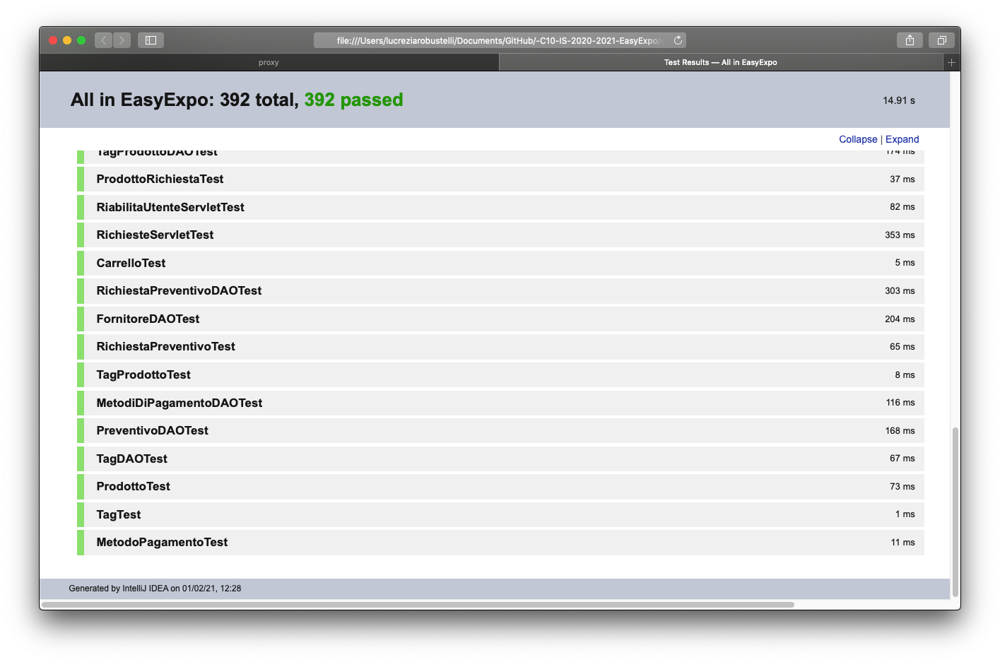 file:///Users/lucreziarobustelli/Documents/GitHub/-C10-IS-2020-2021-EasyExpo/
proxy
Test Results — All in EasyExpo
All in EasyExpo: 392 total, 392 passed
14.91 s
Collapse | Expand
TagProdottoDAOTest 174 ms
ProdottoRichiestaTest 37 ms
RiabilitaUtenteServletTest 82 ms
RichiesteServletTest 353 ms
CarrelloTest 5 ms
RichiestaPreventivoDAOTest 303 ms
FornitoreDAOTest 204 ms
RichiestaPreventivoTest 65 ms
TagProdottoTest 8 ms
MetodiDiPagamentoDAOTest 116 ms
PreventivoDAOTest 168 ms
TagDAOTest 67 ms
ProdottoTest 73 ms
TagTest 1 ms
MetodoPagamentoTest 11 ms
Generated by IntelliJ IDEA on 01/02/21, 12:28